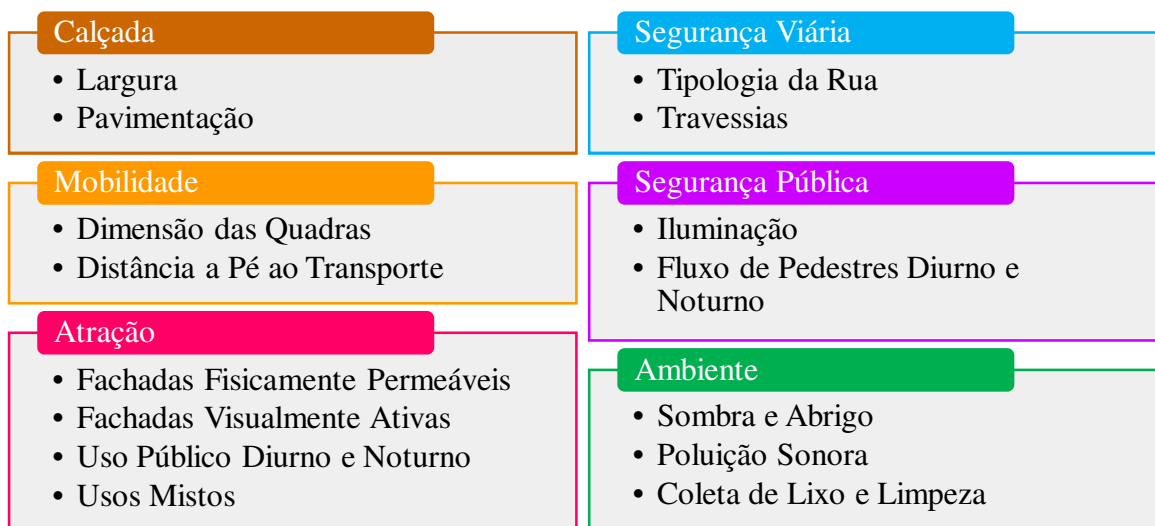 Calçada
• Largura
• Pavimentação
Mobilidade
• Dimensão das Quadras
• Distância a Pé ao Transporte
Atração
• Fachadas Fisicamente Permeáveis
• Fachadas Visualmente Ativas
• Uso Público Diurno e Noturno
• Usos Mistos
Segurança Viária
• Tipologia da Rua
• Travessias
Segurança Pública
• Iluminação
• Fluxo de Pedestres Diurno e
Noturno
Ambiente
• Sombra e Abrigo
• Poluição Sonora
• Coleta de Lixo e Limpeza